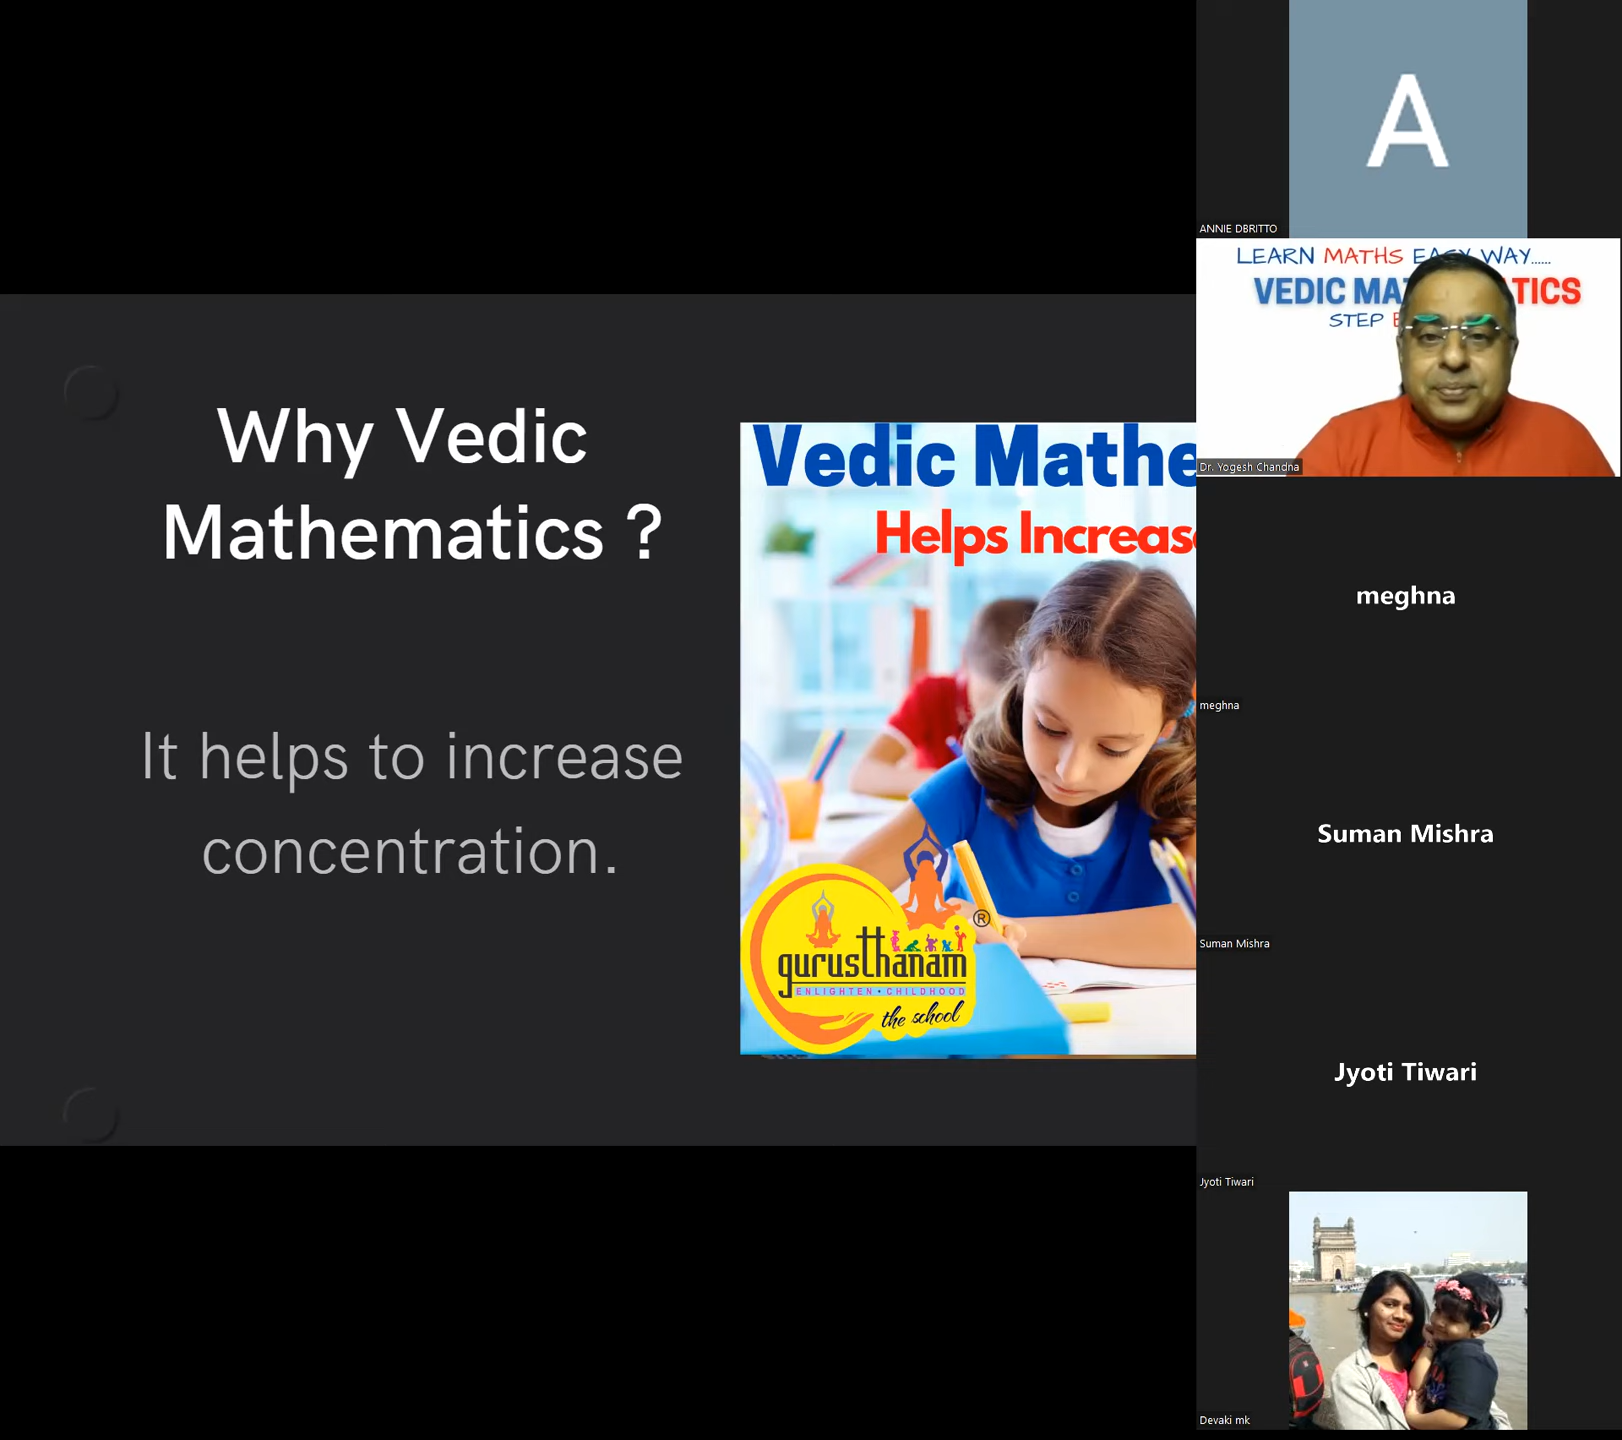 Why Vedic
Mathematics ?
It helps to increase
concentration.
Vedic Mathe
Helps Increas
®
gurusthanam
ENLIGHTEN • CHILDHOOD
the school
A
ANNIE DBRITTO
LEARN MATHS EASY WAY......
VEDIC MA TICS
STEP
Dr. Yogesh Chandna
meghna
meghna
Suman Mishra
Suman Mishra
Jyoti Tiwari
Jyoti Tiwari
Devaki mk